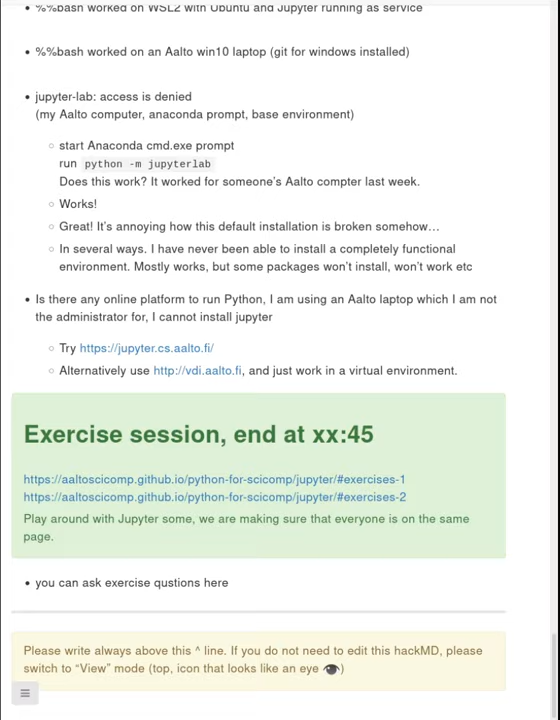 %%bash worked on WSL2 with Ubuntu and Jupyter running as service
%%bash worked on an Aalto win10 laptop (git for windows installed)
jupyter-lab: access is denied
(my Aalto computer, anaconda prompt, base environment)
start Anaconda cmd.exe prompt
run python -m jupyterlab
Does this work? It worked for someone's Aalto compter last week.
Works!
Great! It's annoying how this default installation is broken somehow…
In several ways. I have never been able to install a completely functional
environment. Mostly works, but some packages won't install, won't work etc
Is there any online platform to run Python, I am using an Aalto laptop which I am not
the administrator for, I cannot install jupyter
Try https://jupyter.cs.aalto.fi/
Alternatively use http://vdi.aalto.fi, and just work in a virtual environment.
Exercise session, end at xx:45
https://aaltoscicomp.github.io/python-for-scicomp/jupyter/#exercises-1
https://aaltoscicomp.github.io/python-for-scicomp/jupyter/#exercises-2
Play around with Jupyter some, we are making sure that everyone is on the same
page.
you can ask exercise qustions here
Please write always above this ^ line. If you do not need to edit this hackMD, please
switch to “View” mode (top, icon that looks like an eye 👁)